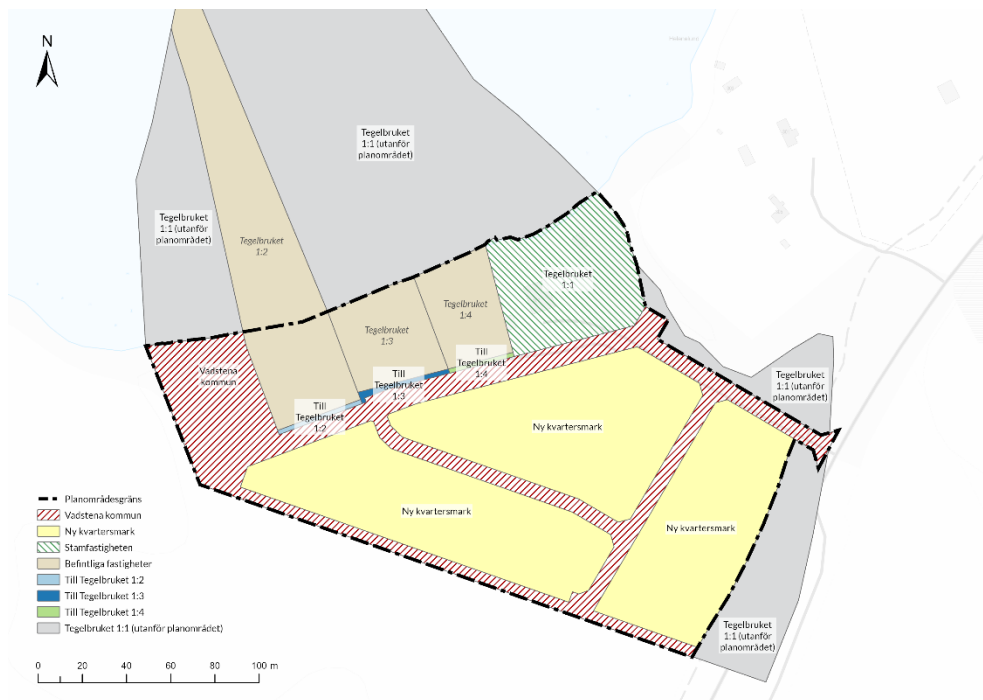 N
Tegelbruket
1:1 (utanför
planområdet)
Tegelbruket
1:1 (utanför
planområdet)
Tegelbruket
1:2
Tegelbruket
1:1
Tegelbruket
1:4
Tegelbruket
1:3
Till
Tegelbruket
1:4
Vadstena
kommun
Till
Tegelbruket
1:3
Till
Tegelbruket
1:2
Tegelbruket
1:1 (utanför
planområdet)
Ny kvartersmark
Ny kvartersmark
Ny kvartersmark
Tegelbruket
1:1 (utanför
planområdet)
Planområdesgräns
Vadstena kommun
Ny kvartersmark
Stamfastigheten
Befintliga fastigheter
Till Tegelbruket 1:2
Till Tegelbruket 1:3
Till Tegelbruket 1:4
Tegelbruket 1:1 (utanför planområdet)
0 20 40 60 80 100 m